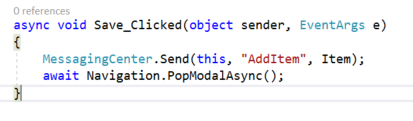 0 references
async void Save_Clicked(object sender, EventArgs e)
{
MessagingCenter.Send(this, "AddItem", Item);
await Navigation.PopModalAsync();
}